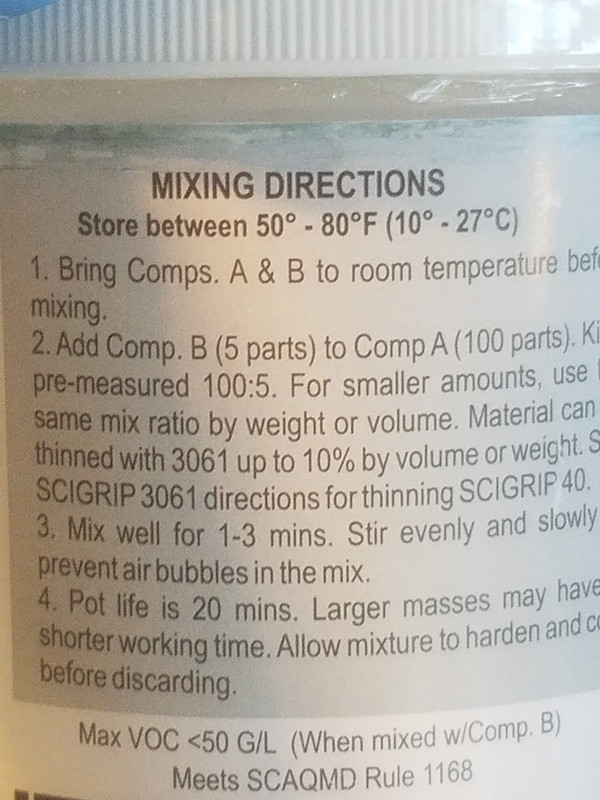 MIXING DIRECTIONS
Store between 50° - 80°F (10° - 27°C)
1. Bring Comps. A & B to room temperature bef
mixing.
2. Add Comp. B (5 parts) to Comp A (100 parts). Ki
pre-measured 100:5. For smaller amounts, use
same mix ratio by weight or volume. Material can
thinned with 3061 up to 10% by volume or weight. S
SCIGRIP 3061 directions for thinning SCIGRIP 40.
3. Mix well for 1-3 mins. Stir evenly and slowly
prevent air bubbles in the mix.
4. Pot life is 20 mins. Larger masses may have
shorter working time. Allow mixture to harden and c
before discarding.
Max VOC <50 G/L (When mixed w/Comp. B)
Meets SCAQMD Rule 1168